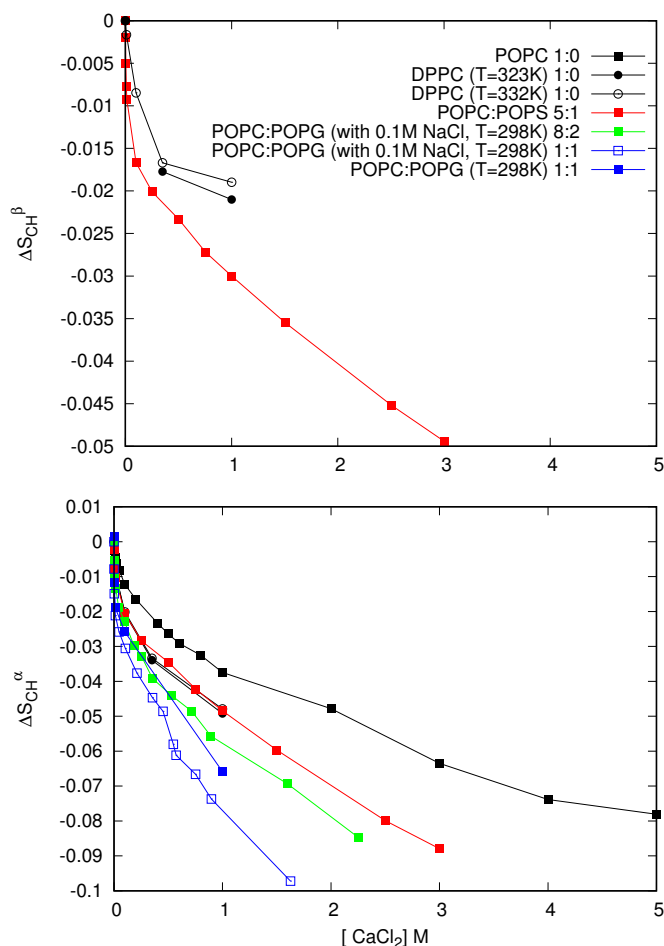 0
-0.005
-0.01
-0.015
-0.02
-0.025
-0.03
-0.035
-0.04
-0.045
-0.05
ΔS_CH^β
POPC 1:0
DPPC (T=323K) 1:0
DPPC (T=332K) 1:0
POPC:POPS 5:1
POPC:POPG (with 0.1M NaCl, T=298K) 8:2
POPC:POPG (with 0.1M NaCl, T=298K) 1:1
POPC:POPG (T=298K) 1:1
0 1 2 3 4 5
0.01
0
-0.01
-0.02
-0.03
-0.04
-0.05
-0.06
-0.07
-0.08
-0.09
-0.1
ΔS_CH^α
0 1 2 3 4 5
[ CaCl₂] M